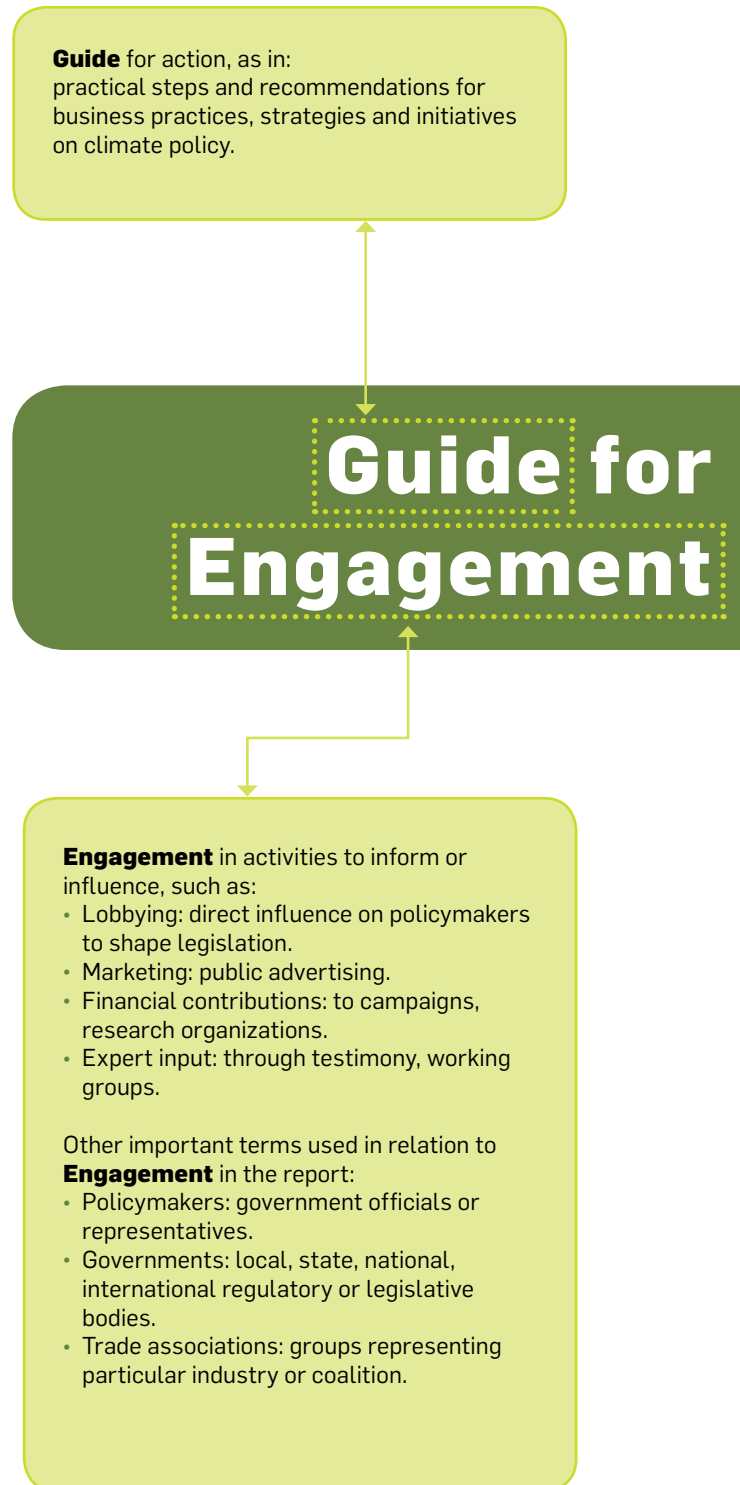 Guide for action, as in:
practical steps and recommendations for
business practices, strategies and initiatives
on climate policy.
Guide for
Engagement
Engagement in activities to inform or
influence, such as:
• Lobbying: direct influence on policymakers
to shape legislation.
• Marketing: public advertising.
• Financial contributions: to campaigns,
research organizations.
• Expert input: through testimony, working
groups.
Other important terms used in relation to
Engagement in the report:
• Policymakers: government officials or
representatives.
• Governments: local, state, national,
international regulatory or legislative
bodies.
• Trade associations: groups representing
particular industry or coalition.